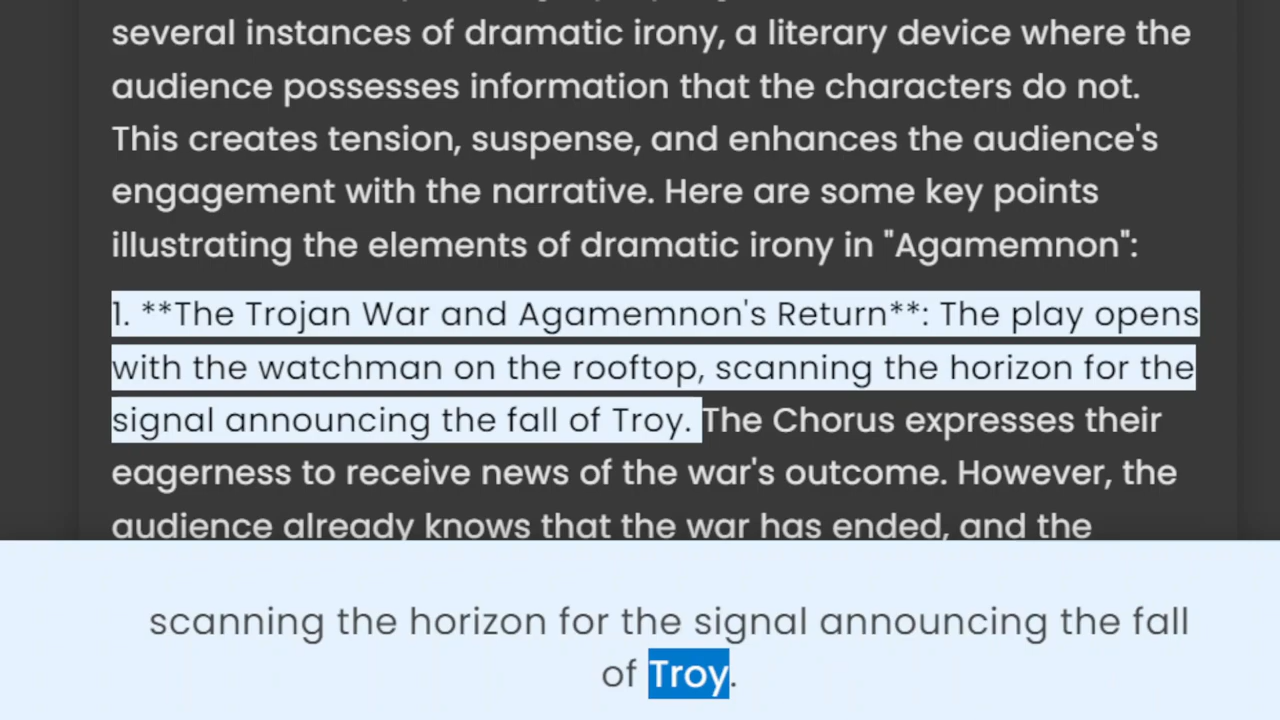 several instances of dramatic irony, a literary device where the
audience possesses information that the characters do not.
This creates tension, suspense, and enhances the audience's
engagement with the narrative. Here are some key points
illustrating the elements of dramatic irony in "Agamemnon":
1. **The Trojan War and Agamemnon's Return**: The play opens
with the watchman on the rooftop, scanning the horizon for the
signal announcing the fall of Troy. The Chorus expresses their
eagerness to receive news of the war's outcome. However, the
audience already knows that the war has ended, and the
scanning the horizon for the signal announcing the fall
of Troy.